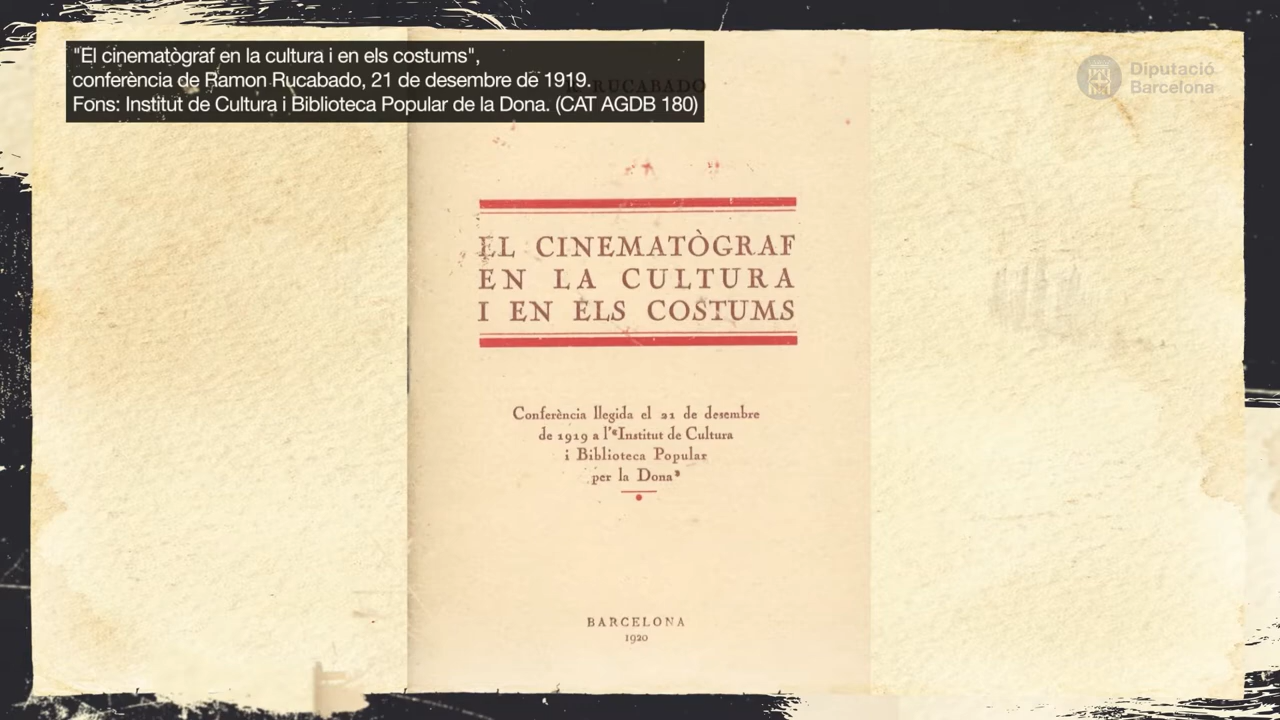 "El cinematògraf en la cultura i en els costums",
conferència de Ramon Rucabado, 21 de desembre de 1919.
Fons: Institut de Cultura i Biblioteca Popular de la Dona. (CAT AGDB 180)
Diputació
Barcelona
RUCABADO
EL CINEMATÒGRAF
EN LA CULTURA
I EN ELS COSTUMS
Conferència llegida el 21 de desembre
de 1919 a l'"Institut de Cultura
i Biblioteca Popular
per la Dona"
BARCELONA
1920